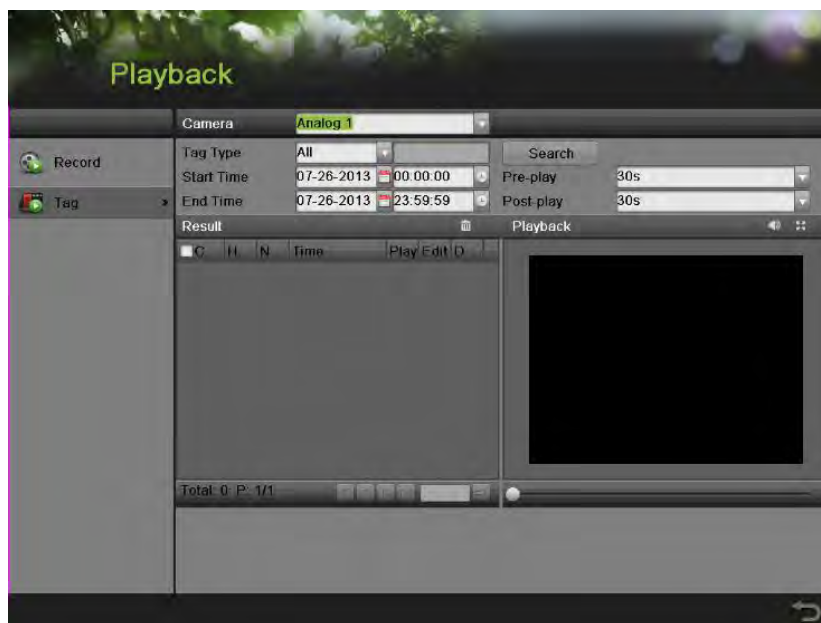 Playback
Camera Analog 1
Record
Tag
Tag Type All Search
Start Time 07-26-2013 00:00:00 Pre-play 30s
End Time 07-26-2013 23:59:59 Post-play 30s
Result Playback
C H N Time Play Edit D
Total: 0 P: 1/1